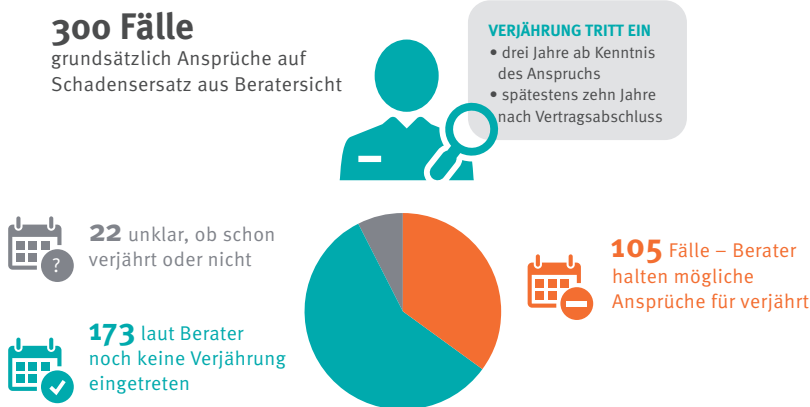 300 Fälle
grundsätzlich Ansprüche auf
Schadensersatz aus Beratersicht
VERJÄHRUNG TRITT EIN
• drei Jahre ab Kenntnis
des Anspruchs
• spätestens zehn Jahre
nach Vertragsabschluss
?
22 unklar, ob schon
verjährt oder nicht
173 laut Berater
noch keine Verjährung
eingetreten
105 Fälle – Berater
halten mögliche
Ansprüche für verjährt